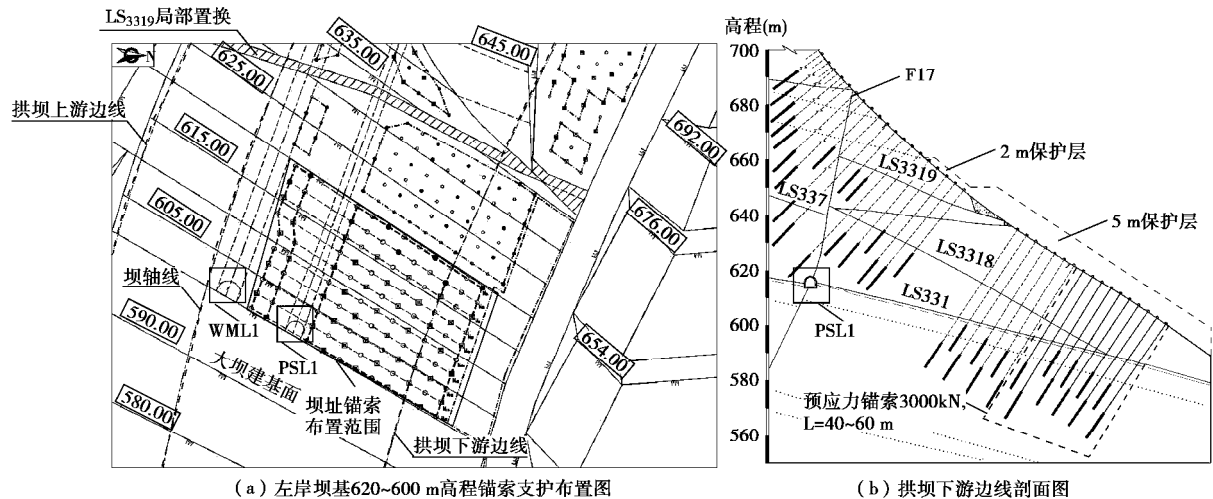 LS3319局部置换
N
625.00
635.00
645.00
拱坝上游边线
615.00
692.00
605.00
676.00
坝轴线
WML1
590.00
PSL1
654.00
大坝建基面
580.00
坝址锚索
布置范围
拱坝下游边线
(a)左岸坝基620~600 m高程锚索支护布置图
高程(m)
700
680
660
640
620
600
580
560
F17
2 m保护层
LS3319
5 m保护层
LS337
LS3318
LS331
PSL1
预应力锚索3000kN,
L=40~60 m
(b)拱坝下游边线剖面图